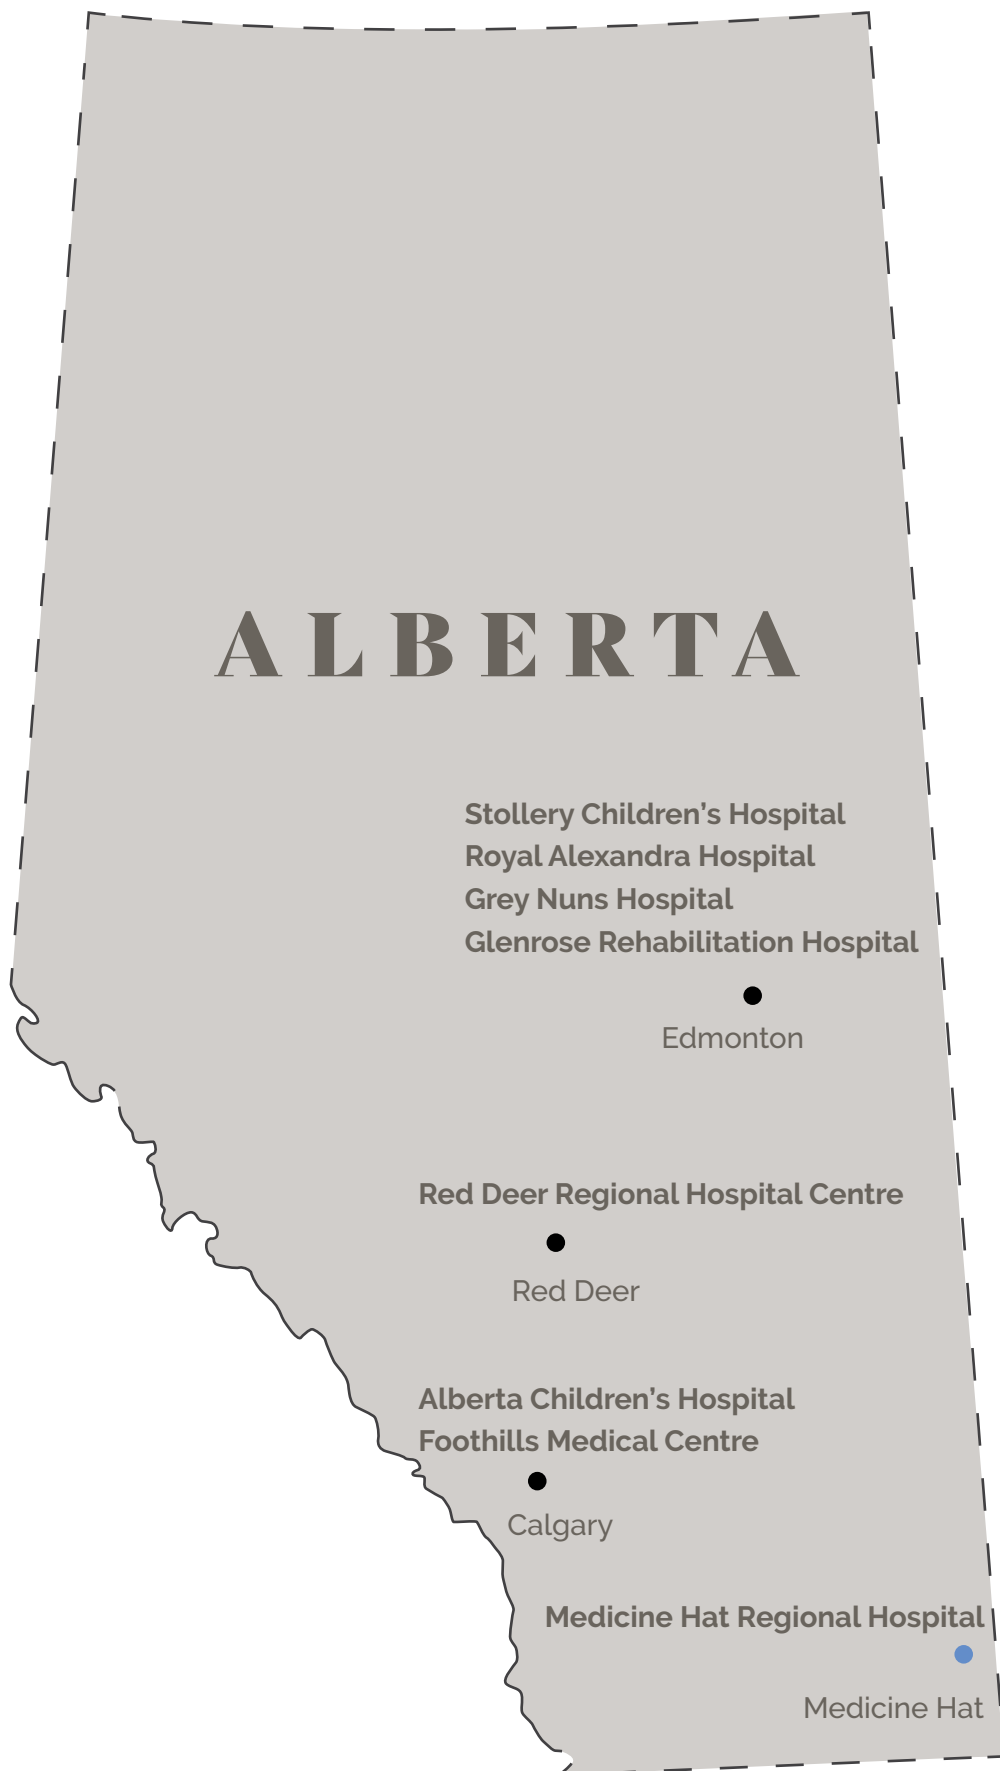 ALBERTA
Stollery Children’s Hospital
Royal Alexandra Hospital
Grey Nuns Hospital
Glenrose Rehabilitation Hospital
Edmonton
Red Deer Regional Hospital Centre
Red Deer
Alberta Children’s Hospital
Foothills Medical Centre
Calgary
Medicine Hat Regional Hospital
Medicine Hat